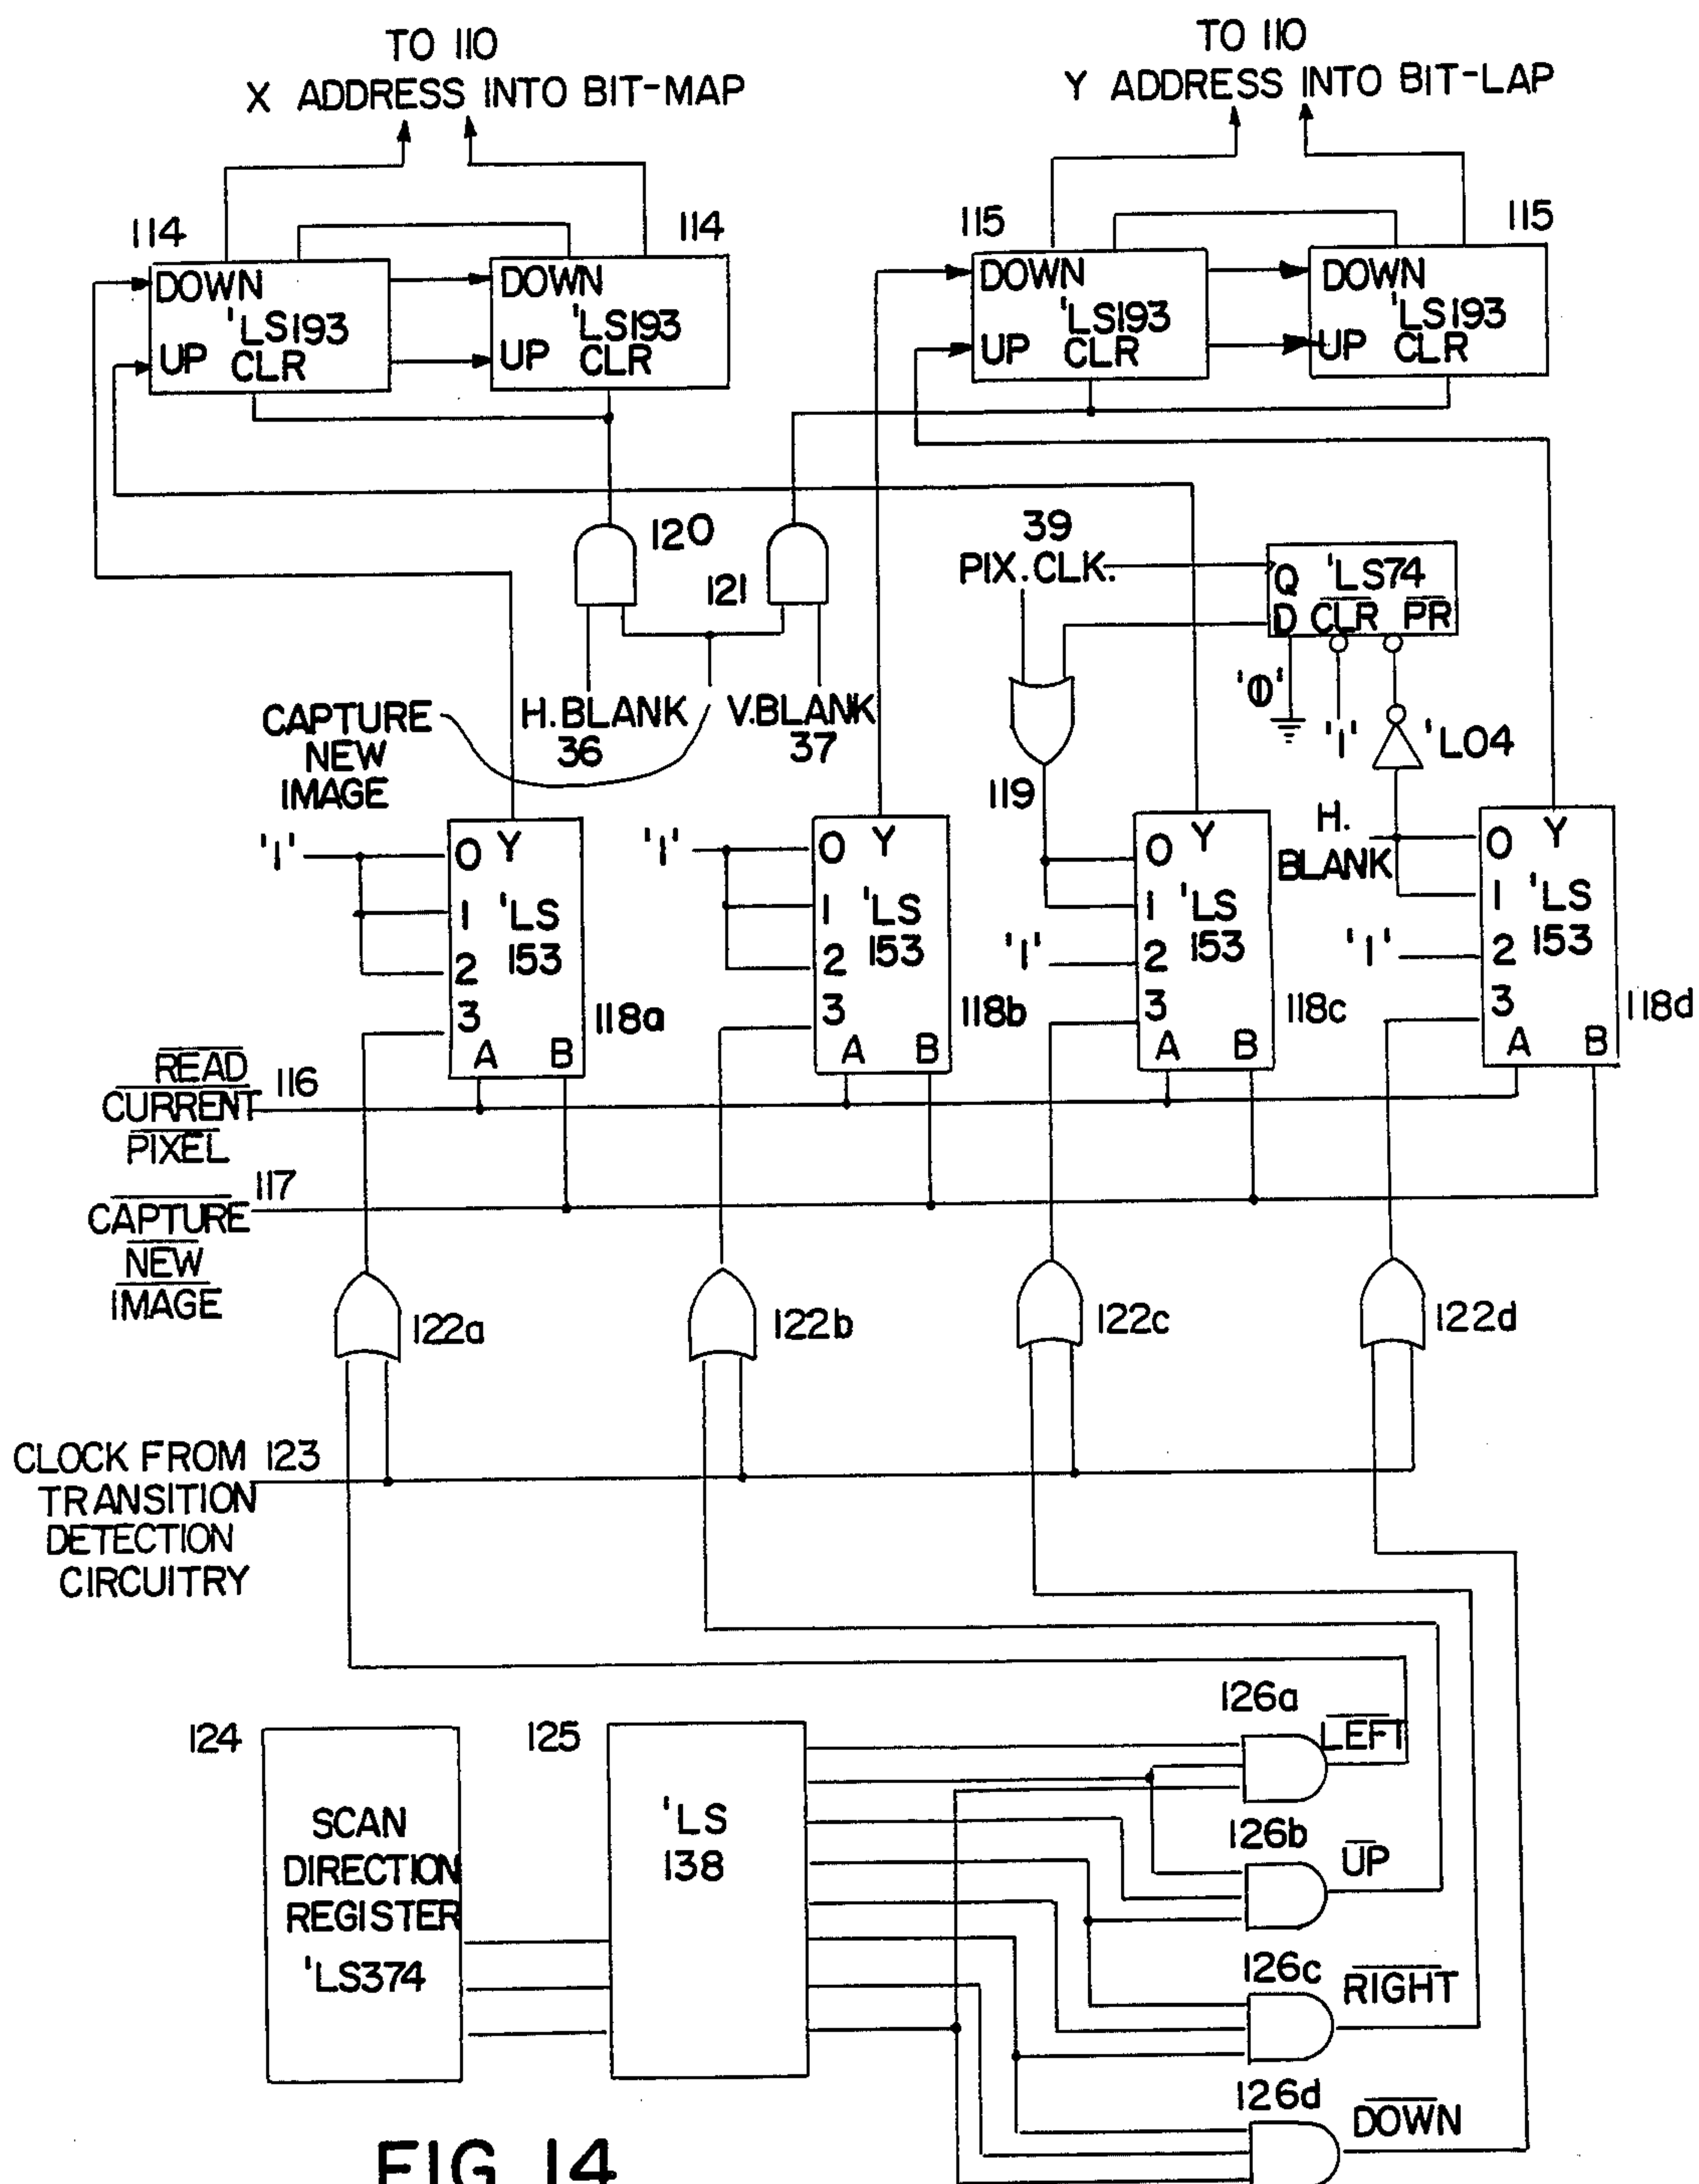 TO 110
X ADDRESS INTO BIT-MAP
TO 110
Y ADDRESS INTO BIT-LAP
114
114
115
115
DOWN
'LS193
UP CLR
DOWN
'LS193
UP CLR
DOWN
'LS193
UP CLR
DOWN
'LS193
UP CLR
120
121
39
PIX. CLK.
Q 'LS74
D CLR PR
'0'
'1'
'L04
CAPTURE
NEW
IMAGE
H. BLANK
36
V. BLANK
37
119
H.
BLANK
'1'
0 Y
1 'LS
2 153
3
A B
118a
'1'
0 Y
1 'LS
2 153
3
A B
118b
'1'
0 Y
1 'LS
2 153
3
A B
118c
'1'
0 Y
1 'LS
2 153
3
A B
118d
READ 116
CURRENT
PIXEL
117
CAPTURE
NEW
IMAGE
122a
122b
122c
122d
CLOCK FROM 123
TRANSITION
DETECTION
CIRCUITRY
124
SCAN
DIRECTION
REGISTER
'LS374
125
'LS
138
126a
LEFT
126b
UP
126c
RIGHT
126d
DOWN
FIG. 14